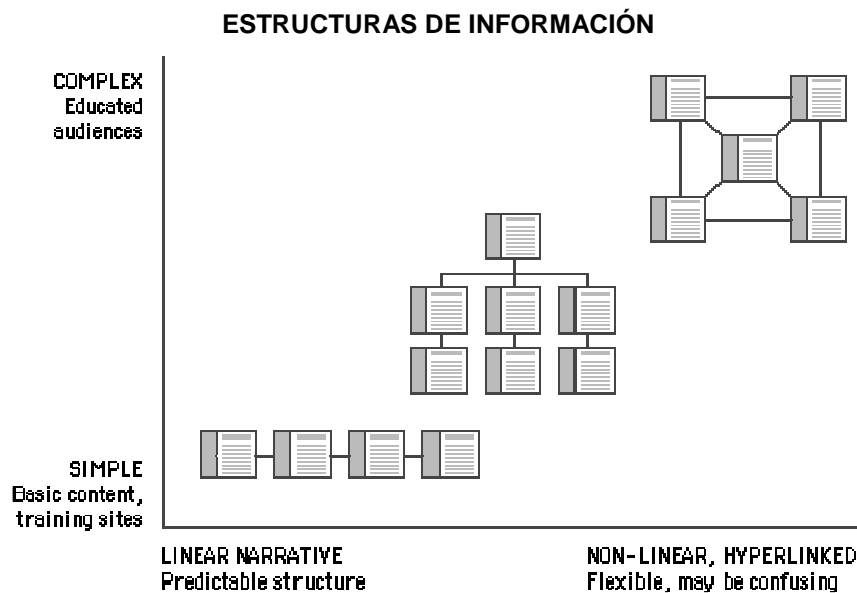 ESTRUCTURAS DE INFORMACIÓN
COMPLEX
Educated
audiences
SIMPLE
Basic content,
training sites
LINEAR NARRATIVE
Predictable structure
NON-LINEAR, HYPERLINKED
Flexible, may be confusing